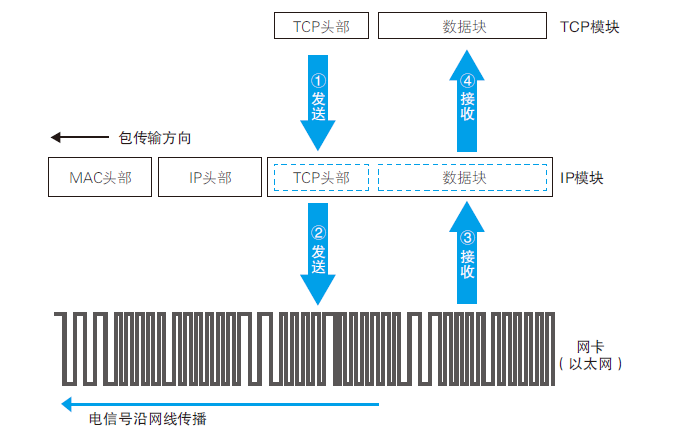 TCP头部 数据块 TCP模块
①发送 ④接收
包传输方向
MAC头部 IP头部 TCP头部 数据块 IP模块
②发送 ③接收
网卡
（以太网）
电信号沿网线传播